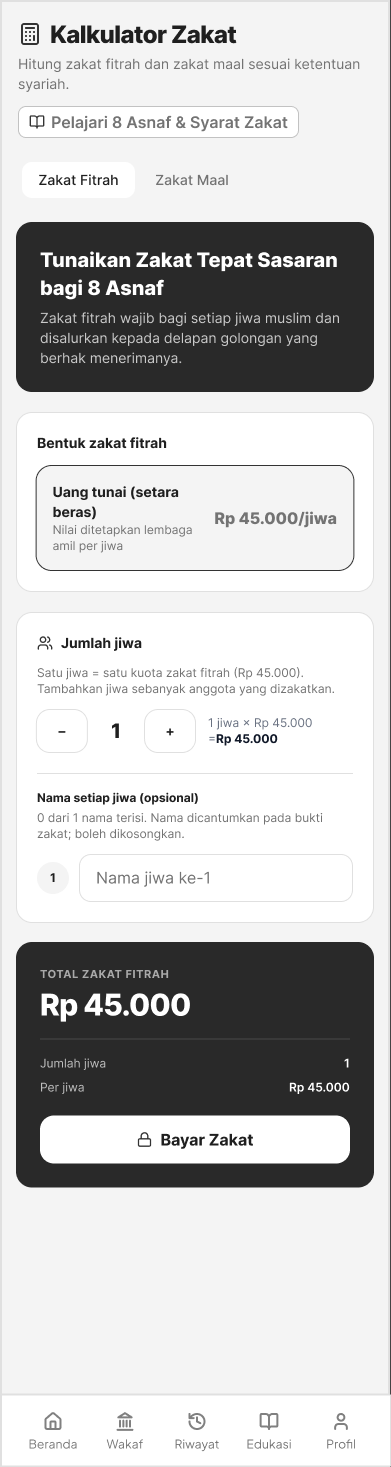 Kalkulator Zakat
Hitung zakat fitrah dan zakat maal sesuai ketentuan
syariah.
Pelajari 8 Asnaf & Syarat Zakat
Zakat Fitrah
Zakat Maal
Tunaikan Zakat Tepat Sasaran
bagi 8 Asnaf
Zakat fitrah wajib bagi setiap jiwa muslim dan
disalurkan kepada delapan golongan yang
berhak menerimanya.
Bentuk zakat fitrah
Uang tunai (setara
beras)
Nilai ditetapkan lembaga
amil per jiwa
Rp 45.000/jiwa
Jumlah jiwa
Satu jiwa = satu kuota zakat fitrah (Rp 45.000).
Tambahkan jiwa sebanyak anggota yang dizakatkan.
− 1 +
1 jiwa × Rp 45.000
=Rp 45.000
Nama setiap jiwa (opsional)
0 dari 1 nama terisi. Nama dicantumkan pada bukti
zakat; boleh dikosongkan.
1
Nama jiwa ke-1
TOTAL ZAKAT FITRAH
Rp 45.000
Jumlah jiwa 1
Per jiwa Rp 45.000
Bayar Zakat
Beranda
Wakaf
Riwayat
Edukasi
Profil